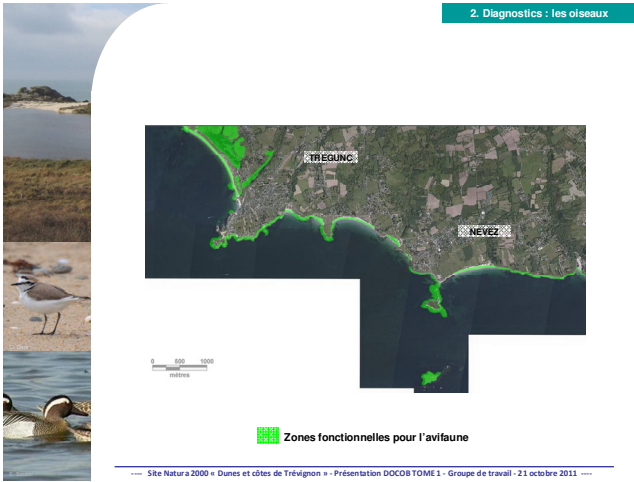 2. Diagnostics : les oiseaux
TREGUNC
NEVEZ
0 500 1000
mètres
Zones fonctionnelles pour l'avifaune
---- Site Natura 2000 « Dunes et côtes de Trévignon » - Présentation DOCOB TOME 1 - Groupe de travail - 21 octobre 2011 ----